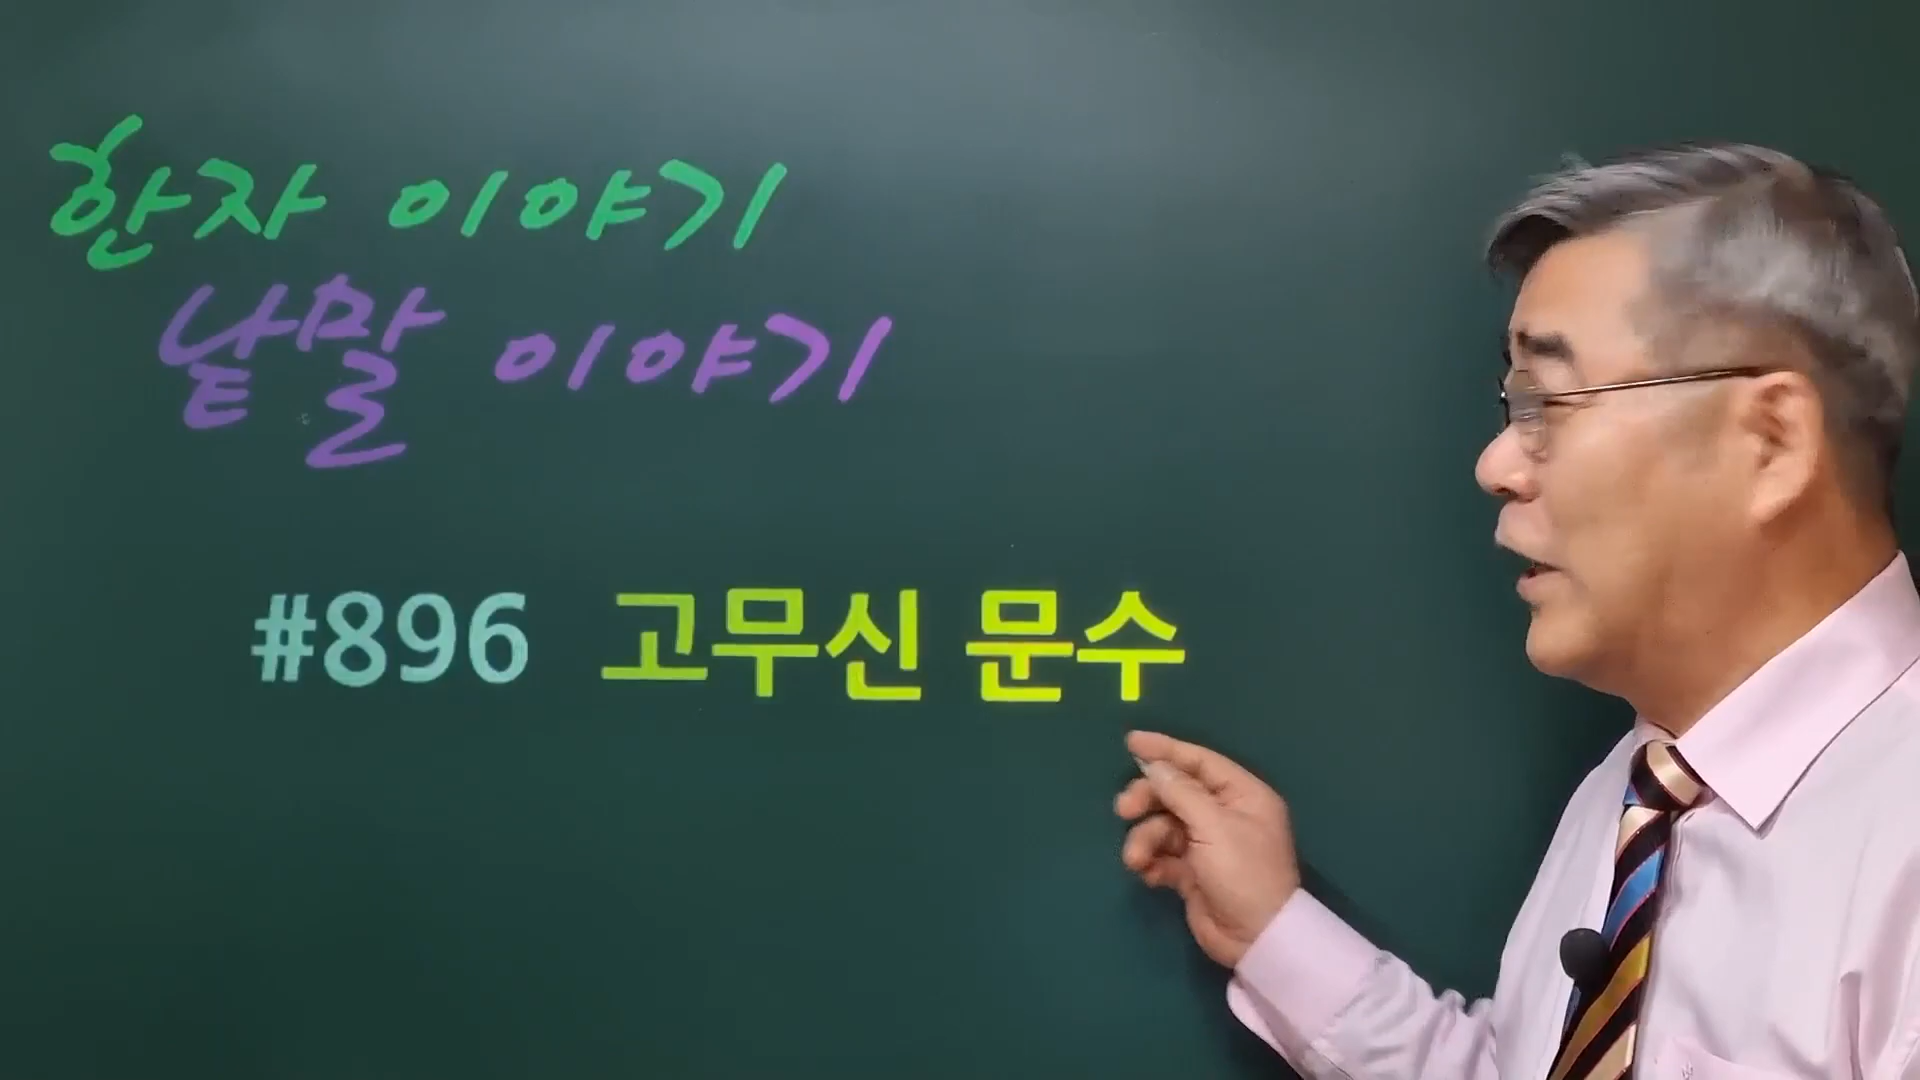 한자 이야기
낱말 이야기
#896 고무신 문수